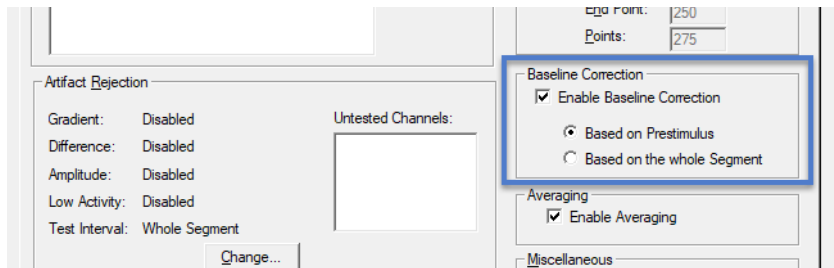 End Point: 250
Points: 275
Artifact Rejection
Gradient: Disabled
Difference: Disabled
Amplitude: Disabled
Low Activity: Disabled
Test Interval: Whole Segment
Change...
Untested Channels:
Baseline Correction
Enable Baseline Correction
Based on Prestimulus
Based on the whole Segment
Averaging
Enable Averaging
Miscellaneous